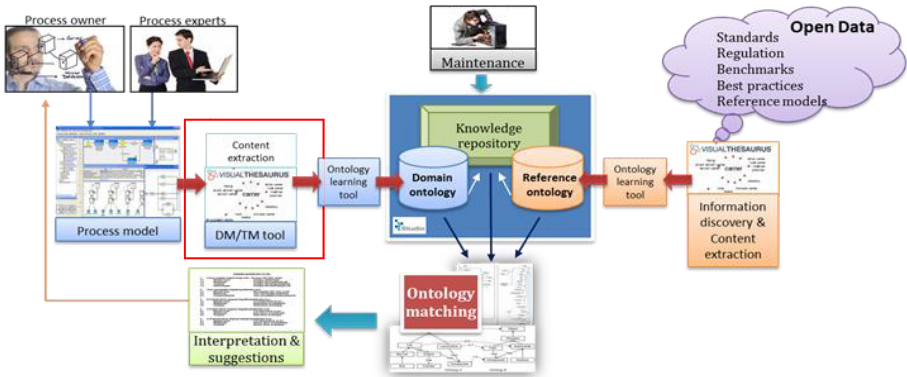 Process owner
Process experts
Maintenance
Open Data
Standards
Regulation
Benchmarks
Best practices
Reference models
Content
extraction
VISUALTHESAURUS
DM/TM tool
Process model
Ontology
learning
tool
Knowledge
repository
Domain
ontology
Reference
ontology
Ontology
learning
tool
VISUALTHESAURUS
Information
discovery &
Content
extraction
Ontology
matching
Interpretation &
suggestions